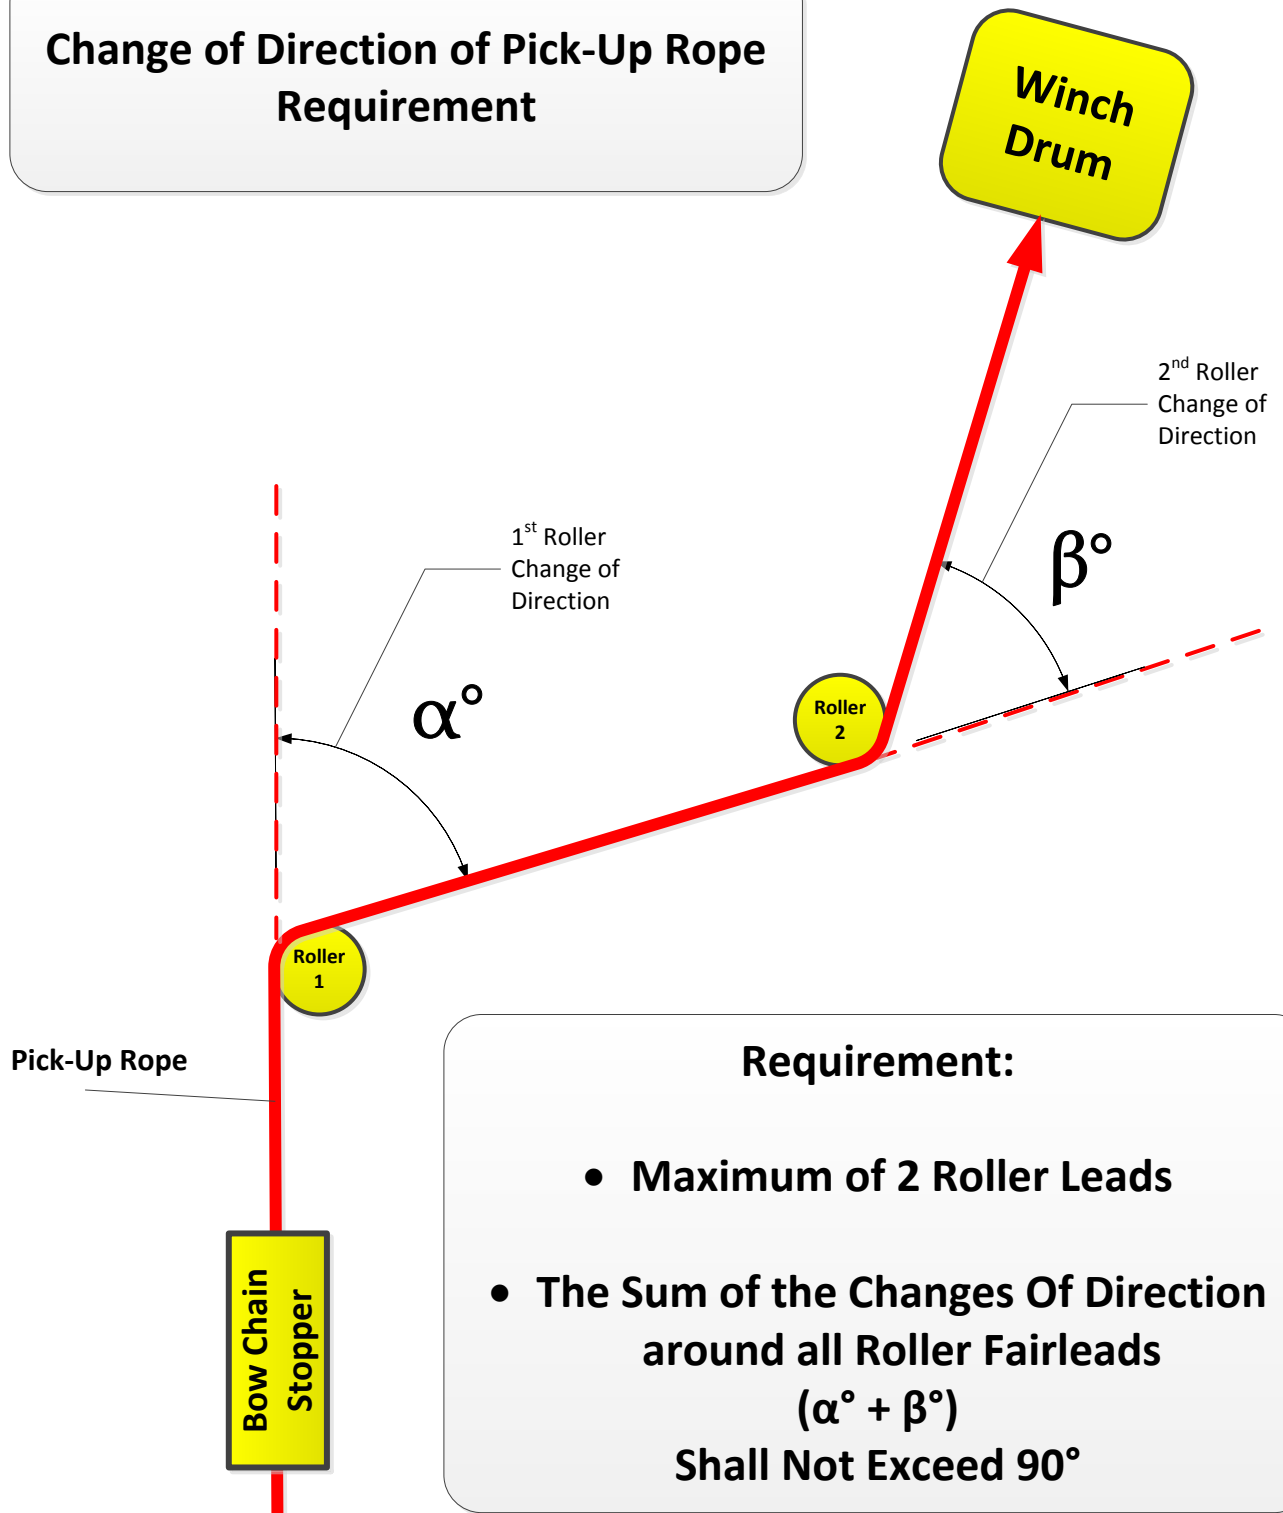 Change of Direction of Pick-Up Rope
Requirement
Winch
Drum
2nd Roller
Change of
Direction
1st Roller
Change of
Direction
β°
α°
Roller
2
Roller
1
Pick-Up Rope
Bow Chain
Stopper
Requirement:
• Maximum of 2 Roller Leads
• The Sum of the Changes Of Direction
around all Roller Fairleads
(α° + β°)
Shall Not Exceed 90°